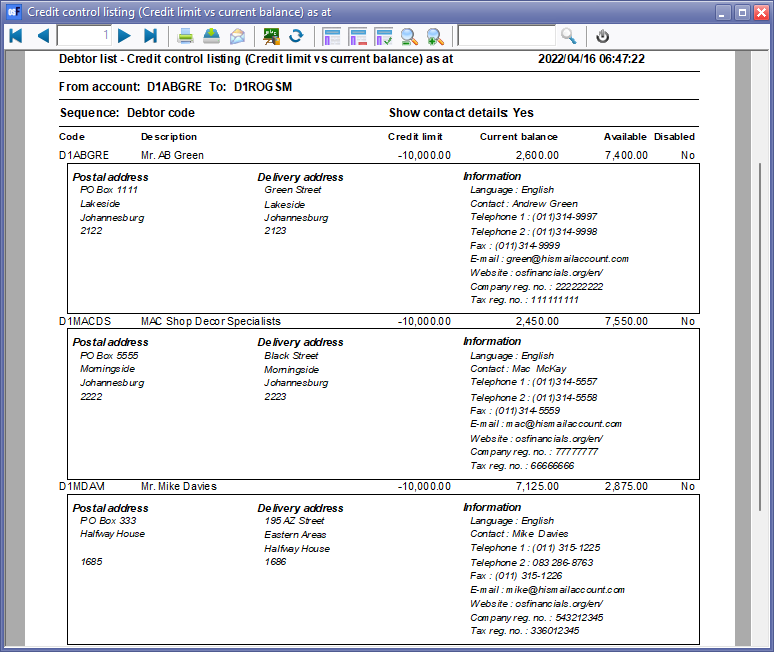 Credit control listing (Credit limit vs current balance) as at
1
Debtor list - Credit control listing (Credit limit vs current balance) as at 2022/04/16 06:47:22
From account: D1ABGRE To: D1ROGSM
Sequence: Debtor code Show contact details: Yes
Code Description Credit limit Current balance Available Disabled
D1ABGRE Mr. AB Green -10,000.00 2,600.00 7,400.00 No
Postal address Delivery address Information
PO Box 1111 Green Street Language : English
Lakeside Lakeside Contact : Andrew Green
Johannesburg Johannesburg Telephone 1 : (011)314-9997
2122 2123 Telephone 2 : (011)314-9998
Fax : (011)314-9999
E-mail : green@hismailaccount.com
Website : osfinancials.org/en/
Company reg. no. : 222222222
Tax reg. no. : 111111111
D1MACDS MAC Shop Decor Specialists -10,000.00 2,450.00 7,550.00 No
Postal address Delivery address Information
PO Box 5555 Black Street Language : English
Morningside Morningside Contact : Mac McKay
Johannesburg Johannesburg Telephone 1 : (011)314-5557
2222 2223 Telephone 2 : (011)314-5558
Fax : (011)314-5559
E-mail : mac@hismailaccount.com
Website : osfinancials.org/en/
Company reg. no. : 77777777
Tax reg. no. : 66666666
D1MDAVI Mr. Mike Davies -10,000.00 7,125.00 2,875.00 No
Postal address Delivery address Information
PO Box 333 195 AZ Street Language : English
Halfway House Eastern Areas Contact : Mike Davies
Halfway House Telephone 1 : (011) 315-1225
1685 1686 Telephone 2 : 083 286-8763
Fax : (011) 315-1226
E-mail : mike@hismailaccount.com
Website : osfinancials.org/en/
Company reg. no. : 543212345
Tax reg. no. : 336012345